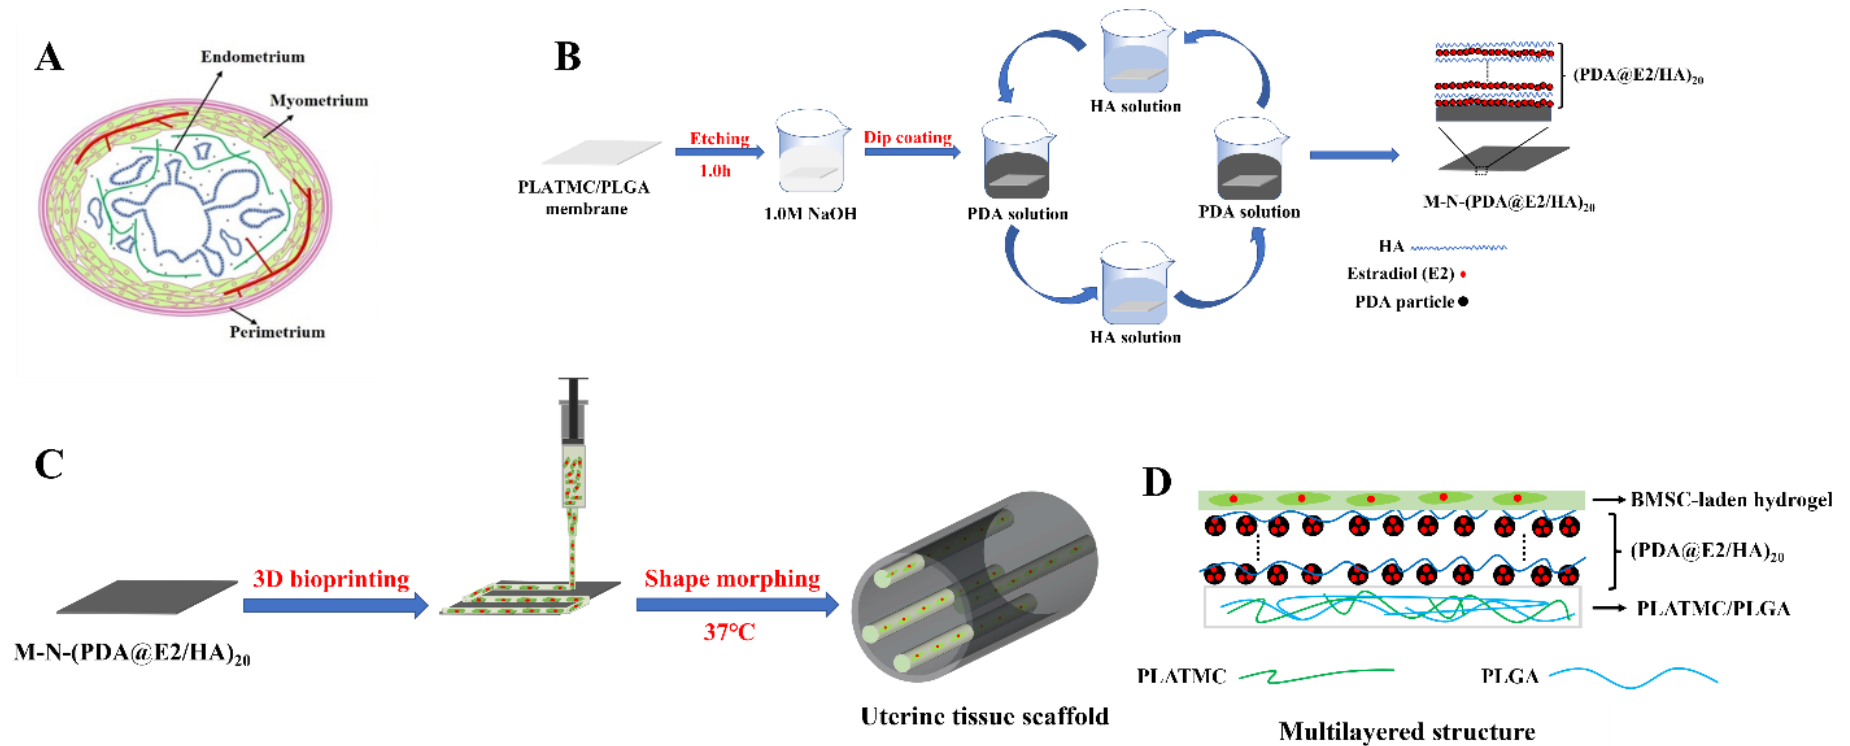 A
Endometrium
Myometrium
Perimetrium
B
PLATMC/PLGA
membrane
Etching
1.0h
1.0M NaOH
Dip coating
PDA solution
HA solution
HA solution
PDA solution
(PDA@E2/HA)20
M-N-(PDA@E2/HA)20
HA
Estradiol (E2)
PDA particle
C
M-N-(PDA@E2/HA)20
3D bioprinting
Shape morphing
37°C
Uterine tissue scaffold
D
BMSC-laden hydrogel
(PDA@E2/HA)20
PLATMC/PLGA
PLATMC
PLGA
Multilayered structure